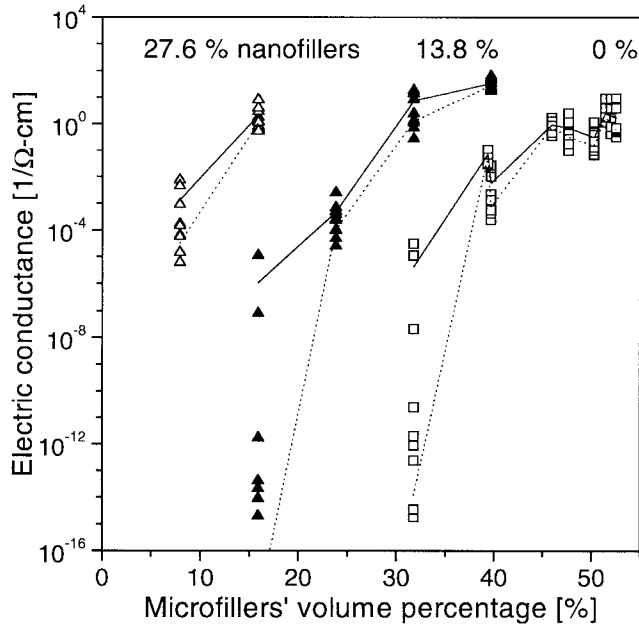 27.6 % nanofillers 13.8 % 0 %
Electric conductance [1/Ω-cm]
10^4
10^0
10^-4
10^-8
10^-12
10^-16
0 10 20 30 40 50
Microfillers' volume percentage [%]